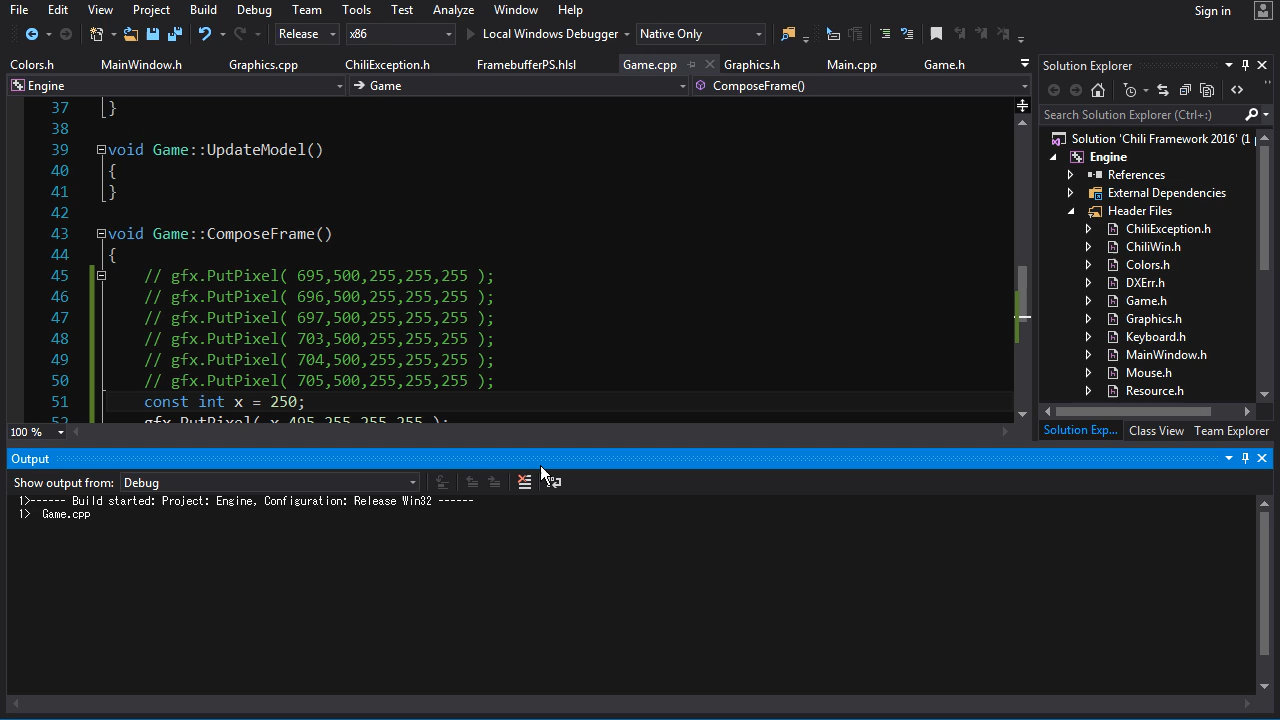 File Edit View Project Build Debug Team Tools Test Analyze Window Help Sign in
Release x86 Local Windows Debugger Native Only
Colors.h MainWindow.h Graphics.cpp ChiliException.h FramebufferPS.hlsl Game.cpp Graphics.h Main.cpp Game.h
Engine Game ComposeFrame()
37 }
38
39 void Game::UpdateModel()
40 {
41 }
42
43 void Game::ComposeFrame()
44 {
45 // gfx.PutPixel( 695,500,255,255,255 );
46 // gfx.PutPixel( 696,500,255,255,255 );
47 // gfx.PutPixel( 697,500,255,255,255 );
48 // gfx.PutPixel( 703,500,255,255,255 );
49 // gfx.PutPixel( 704,500,255,255,255 );
50 // gfx.PutPixel( 705,500,255,255,255 );
51 const int x = 250;
52 gfx.PutPixel( x,495,255,255,255 );
100 %
Solution Explorer
Search Solution Explorer (Ctrl+;)
Solution 'Chili Framework 2016' (1
Engine
References
External Dependencies
Header Files
ChiliException.h
ChiliWin.h
Colors.h
DXErr.h
Game.h
Graphics.h
Keyboard.h
MainWindow.h
Mouse.h
Resource.h
Solution Exp... Class View Team Explorer
Output
Show output from: Debug
1>------ Build started: Project: Engine, Configuration: Release Win32 ------
1> Game.cpp